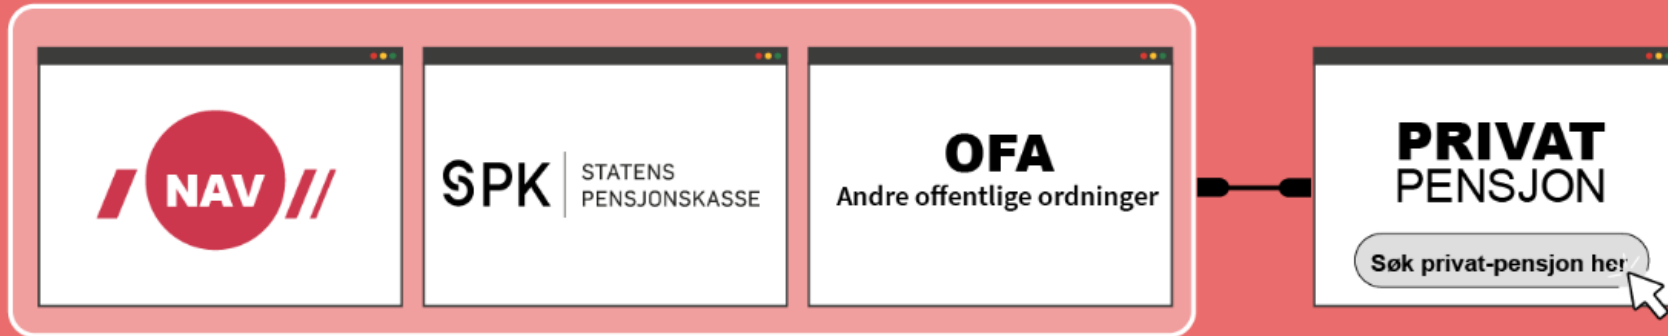 NAV
SPK
STATENS
PENSJONSKASSE
OFA
Andre offentlige ordninger
PRIVAT
PENSJON
Søk privat-pensjon her